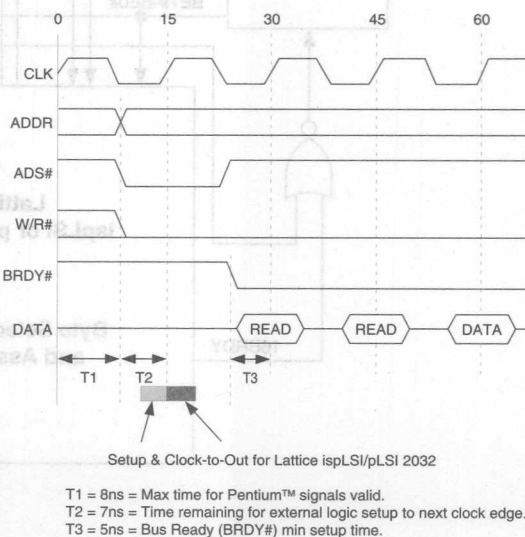 0 15 30 45 60
CLK
ADDR
ADS#
W/R#
BRDY#
DATA READ READ DATA
T1 T2 T3
Setup & Clock-to-Out for Lattice ispLSI/pLSI 2032
T1 = 8ns = Max time for Pentium™ signals valid.
T2 = 7ns = Time remaining for external logic setup to next clock edge.
T3 = 5ns = Bus Ready (BRDY#) min setup time.